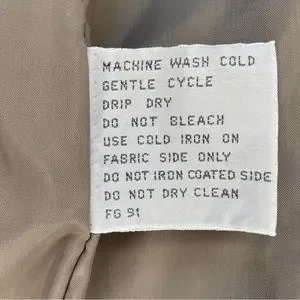 MACHINE WASH COLD
GENTLE CYCLE
DRIP DRY
DO NOT BLEACH
USE COLD IRON ON
FABRIC SIDE ONLY
DO NOT IRON COATED SIDE
DO NOT DRY CLEAN
FG 91